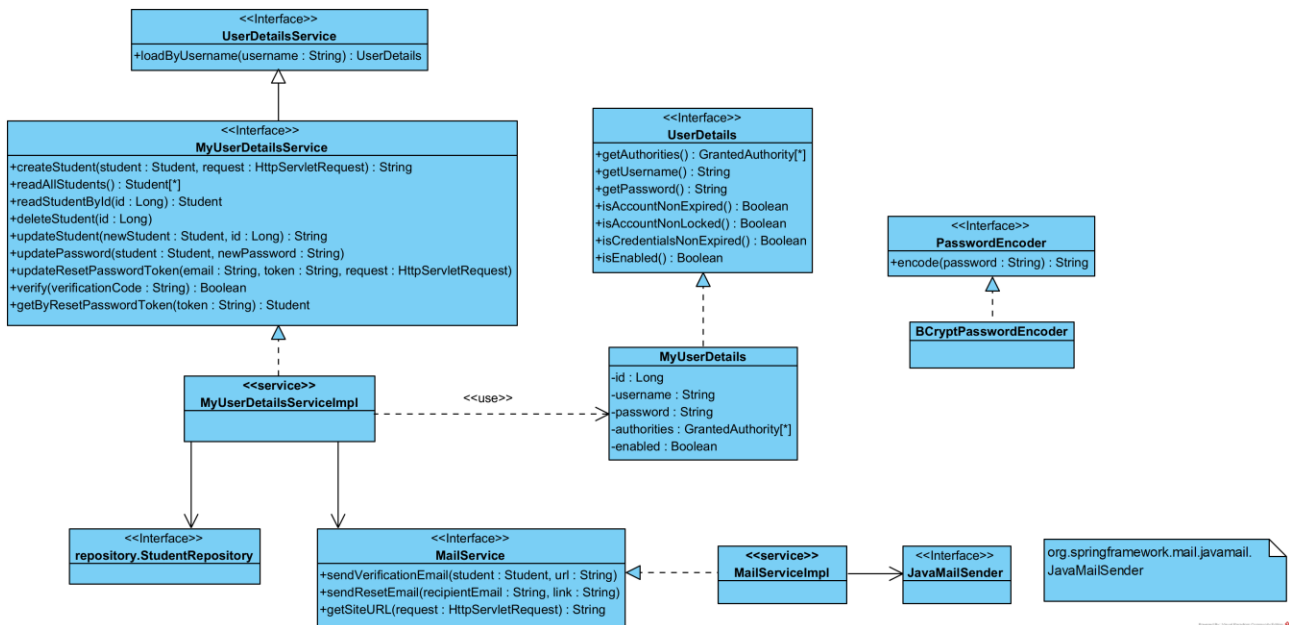 <<Interface>>
UserDetailsService
+loadByUsername(username : String) : UserDetails
<<Interface>>
MyUserDetailsService
+createStudent(student : Student, request : HttpServletRequest) : String
+readAllStudents() : Student[*]
+readStudentById(id : Long) : Student
+deleteStudent(id : Long)
+updateStudent(newStudent : Student, id : Long) : String
+updatePassword(student : Student, newPassword : String)
+updateResetPasswordToken(email : String, token : String, request : HttpServletRequest)
+verify(verificationCode : String) : Boolean
+getByResetPasswordToken(token : String) : Student
<<Interface>>
UserDetails
+getAuthorities() : GrantedAuthority[*]
+getUsername() : String
+getPassword() : String
+isAccountNonExpired() : Boolean
+isAccountNonLocked() : Boolean
+isCredentialsNonExpired() : Boolean
+isEnabled() : Boolean
<<Interface>>
PasswordEncoder
+encode(password : String) : String
BCryptPasswordEncoder
<<service>>
MyUserDetailsServiceImpl
<<use>>
MyUserDetails
-id : Long
-username : String
-password : String
-authorities : GrantedAuthority[*]
-enabled : Boolean
<<Interface>>
repository.StudentRepository
<<Interface>>
MailService
+sendVerificationEmail(student : Student, url : String)
+sendResetEmail(recipientEmail : String, link : String)
+getSiteURL(request : HttpServletRequest) : String
<<service>>
MailServiceImpl
<<Interface>>
JavaMailSender
org.springframework.mail.javamail.
JavaMailSender